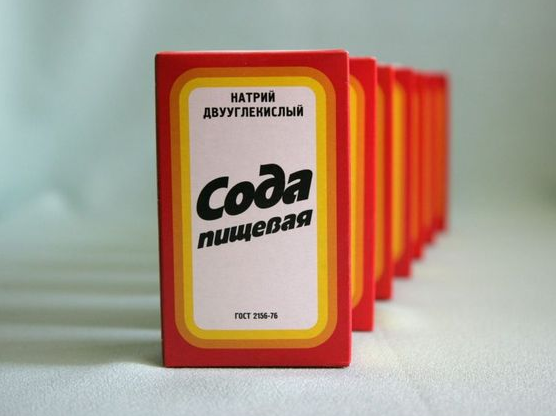 НАТРИЙ
ДВУУГЛЕКИСЛЫЙ
Сода
пищевая
ГОСТ 2156-76